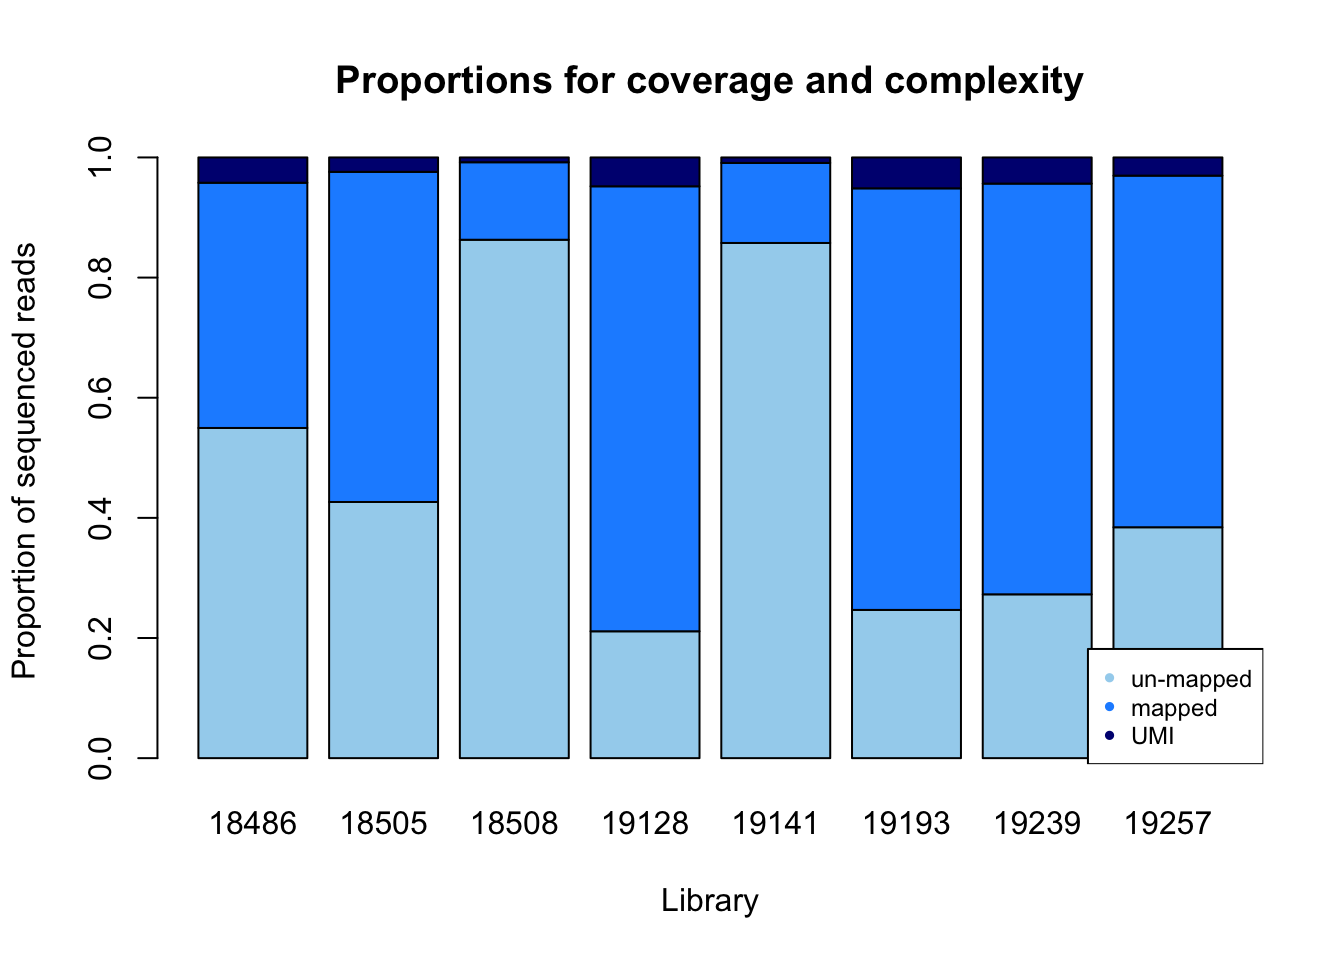 Proportions for coverage and complexity
Proportion of sequenced reads
1.0
0.8
0.6
0.4
0.2
0.0
un-mapped
mapped
UMI
18486 18505 18508 19128 19141 19193 19239 19257
Library